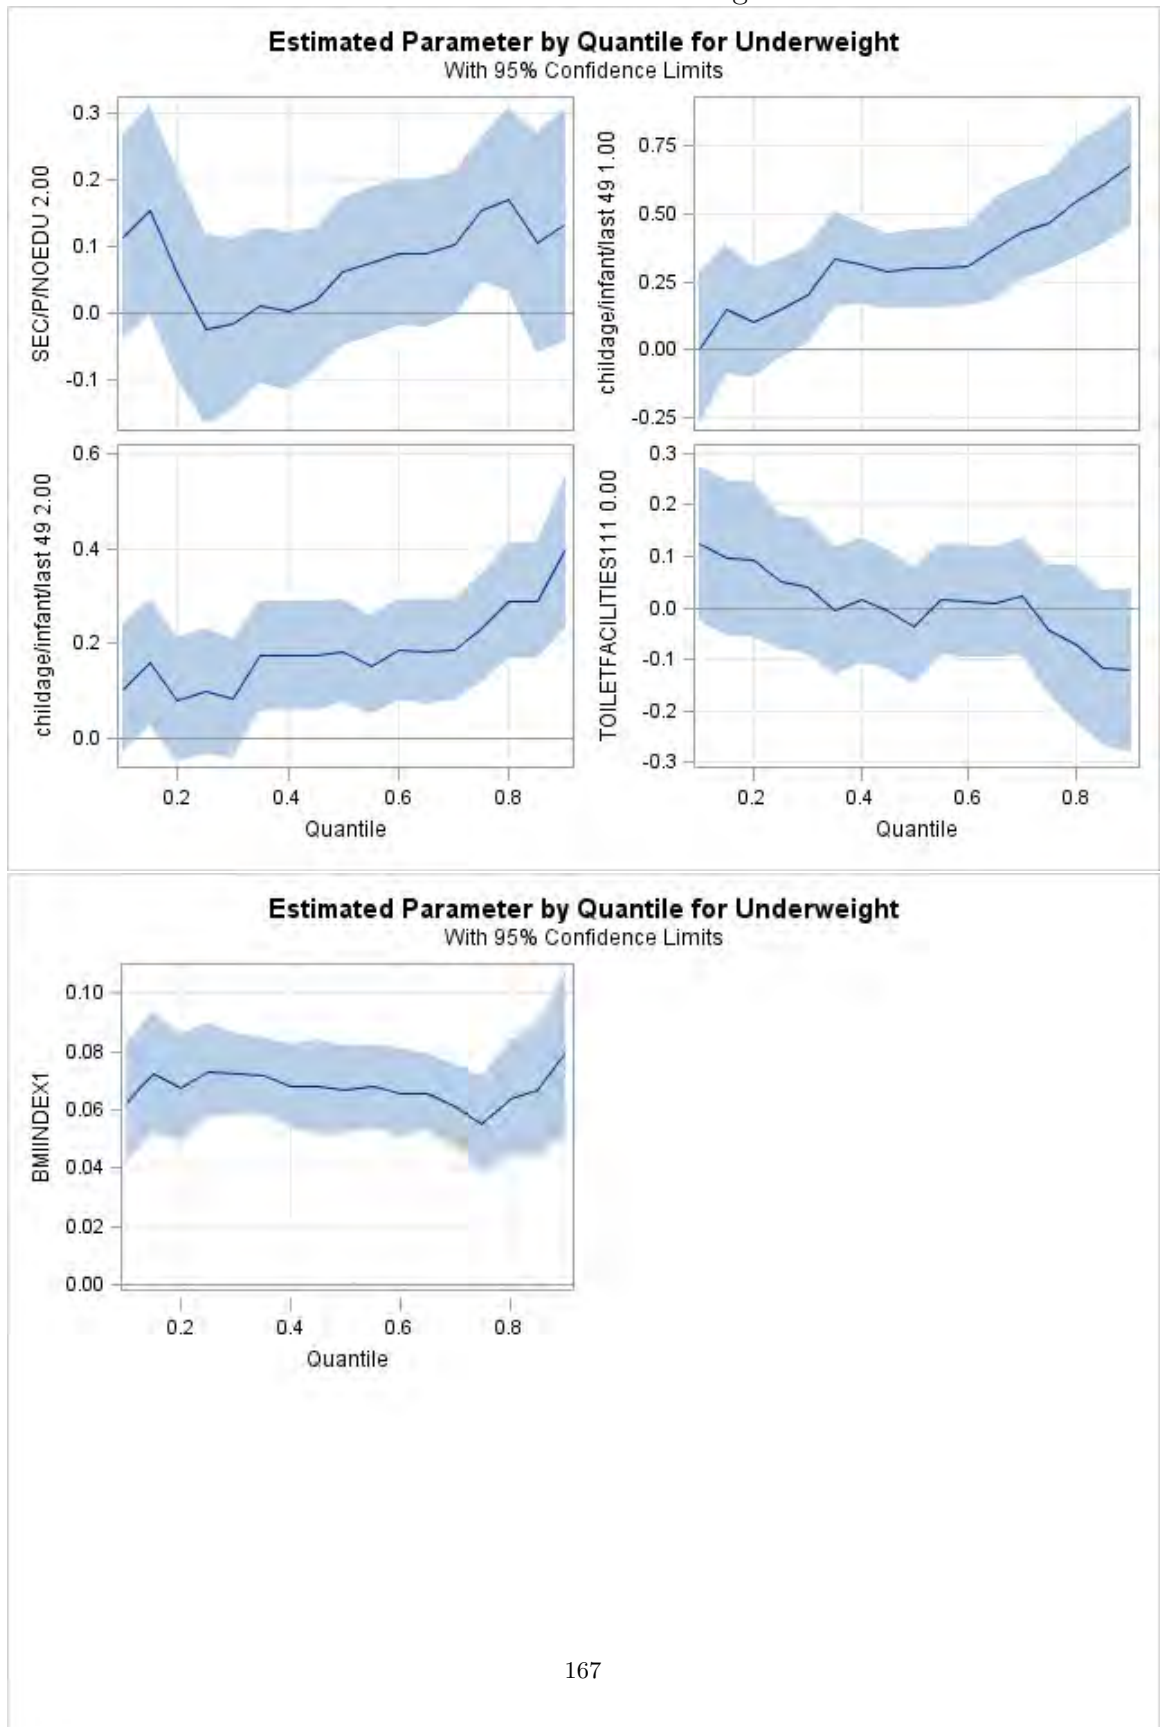 Estimated Parameter by Quantile for Underweight
With 95% Confidence Limits
SEC/P/NOEDU 2.00
0.3
0.2
0.1
0.0
-0.1
childage/infant/last 49 1.00
0.75
0.50
0.25
0.00
-0.25
childage/infant/last 49 2.00
0.6
0.4
0.2
0.0
0.2 0.4 0.6 0.8
Quantile
TOILETFACILITIES111 0.00
0.3
0.2
0.1
0.0
-0.1
-0.2
-0.3
0.2 0.4 0.6 0.8
Quantile
Estimated Parameter by Quantile for Underweight
With 95% Confidence Limits
BMIINDEX1
0.10
0.08
0.06
0.04
0.02
0.00
0.2 0.4 0.6 0.8
Quantile
167